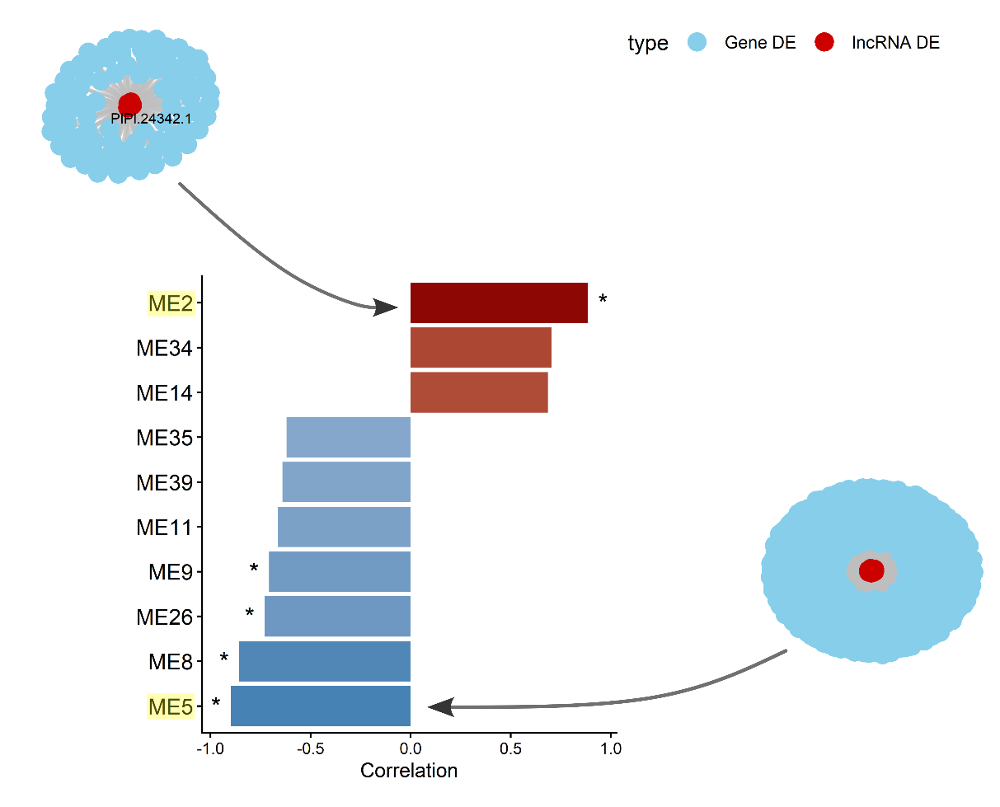 type Gene DE lncRNA DE
PIPI.24342.1
ME2 *
ME34
ME14
ME35
ME39
ME11
ME9 *
ME26 *
ME8 *
ME5 *
-1.0 -0.5 0.0 0.5 1.0
Correlation